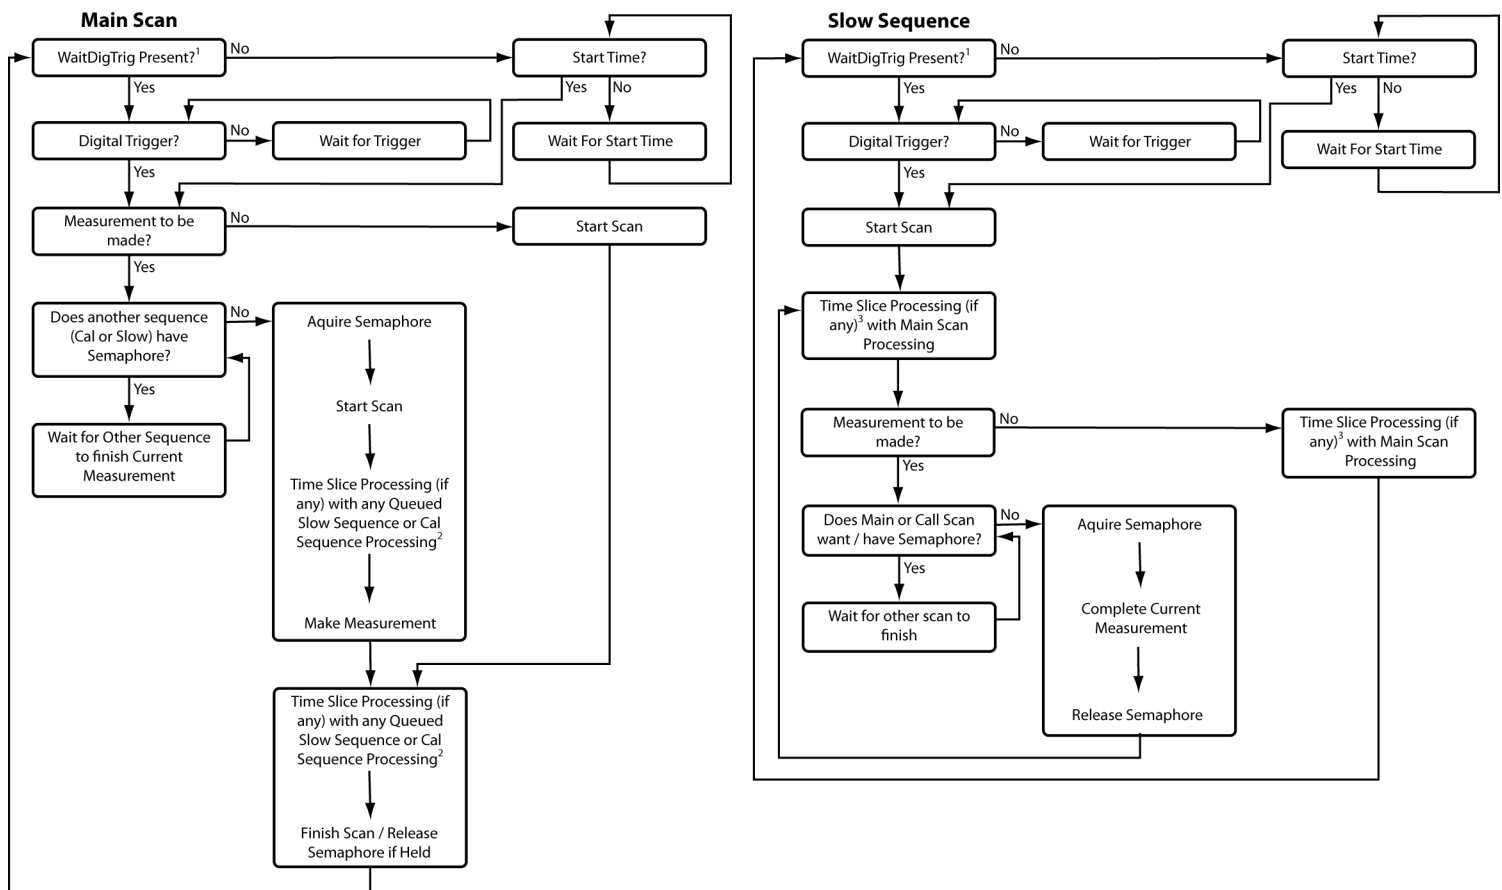 Main Scan
WaitDigTrig Present?1
No
Start Time?
Yes
Yes
No
Digital Trigger?
No
Wait for Trigger
Wait For Start Time
Yes
Measurement to be
made?
No
Start Scan
Yes
Does another sequence
(Cal or Slow) have
Semaphore?
No
Yes
Wait for Other Sequence
to finish Current
Measurement
Aquire Semaphore
Start Scan
Time Slice Processing (if
any) with any Queued
Slow Sequence or Cal
Sequence Processing2
Make Measurement
Time Slice Processing (if
any) with any Queued
Slow Sequence or Cal
Sequence Processing2
Finish Scan / Release
Semaphore if Held
Slow Sequence
WaitDigTrig Present?1
No
Start Time?
Yes
Yes
No
Digital Trigger?
No
Wait for Trigger
Wait For Start Time
Yes
Start Scan
Time Slice Processing (if
any)3 with Main Scan
Processing
Measurement to be
made?
No
Time Slice Processing (if
any)3 with Main Scan
Processing
Yes
Does Main or Call Scan
want / have Semaphore?
No
Yes
Wait for other scan to
finish
Aquire Semaphore
Complete Current
Measurement
Release Semaphore